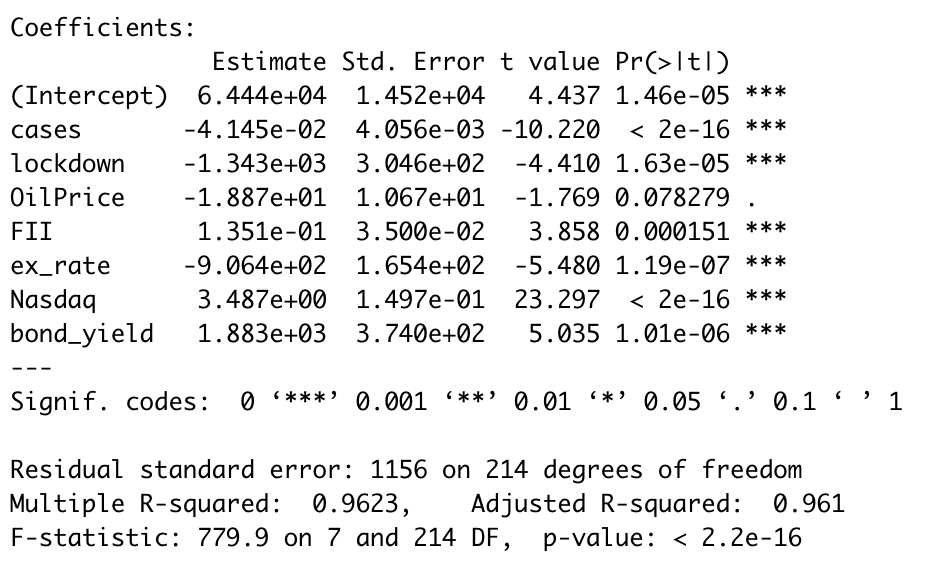 Coefficients:
              Estimate Std. Error t value Pr(>|t|)
(Intercept)  6.444e+04  1.452e+04   4.437 1.46e-05 ***
cases       -4.145e-02  4.056e-03 -10.220  < 2e-16 ***
lockdown    -1.343e+03  3.046e+02  -4.410 1.63e-05 ***
OilPrice    -1.887e+01  1.067e+01  -1.769 0.078279 .
FII          1.351e-01  3.500e-02   3.858 0.000151 ***
ex_rate     -9.064e+02  1.654e+02  -5.480 1.19e-07 ***
Nasdaq       3.487e+00  1.497e-01  23.297  < 2e-16 ***
bond_yield   1.883e+03  3.740e+02   5.035 1.01e-06 ***
---
Signif. codes:  0 ‘***’ 0.001 ‘**’ 0.01 ‘*’ 0.05 ‘.’ 0.1 ‘ ’ 1

Residual standard error: 1156 on 214 degrees of freedom
Multiple R-squared:  0.9623,	Adjusted R-squared:  0.961
F-statistic: 779.9 on 7 and 214 DF,  p-value: < 2.2e-16